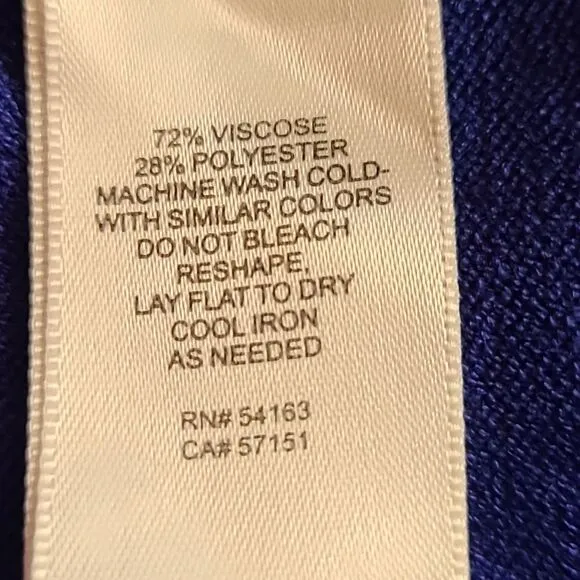 72% VISCOSE
28% POLYESTER
MACHINE WASH COLD-
WITH SIMILAR COLORS
DO NOT BLEACH
RESHAPE,
LAY FLAT TO DRY
COOL IRON
AS NEEDED
RN# 54163
CA# 57151